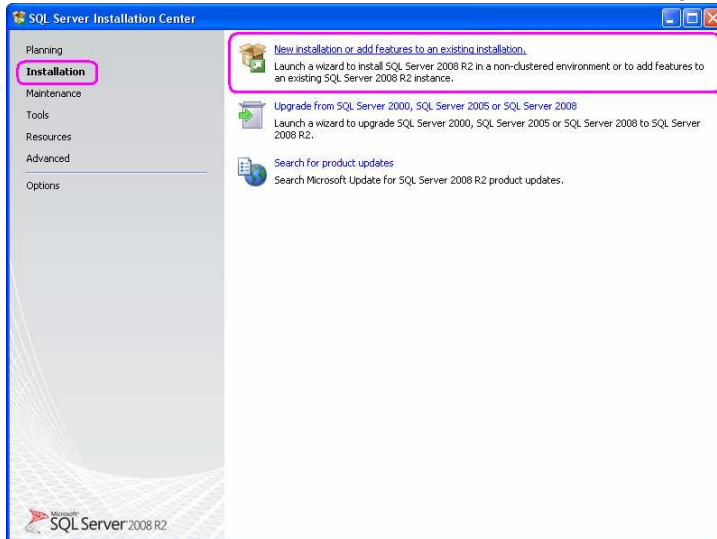 SQL Server Installation Center
Planning
Installation
Maintenance
Tools
Resources
Advanced
Options
New installation or add features to an existing installation.
Launch a wizard to install SQL Server 2008 R2 in a non-clustered environment or to add features to
an existing SQL Server 2008 R2 instance.
Upgrade from SQL Server 2000, SQL Server 2005 or SQL Server 2008
Launch a wizard to upgrade SQL Server 2000, SQL Server 2005 or SQL Server 2008 to SQL Server
2008 R2.
Search for product updates
Search Microsoft Update for SQL Server 2008 R2 product updates.
Microsoft
SQL Server 2008 R2